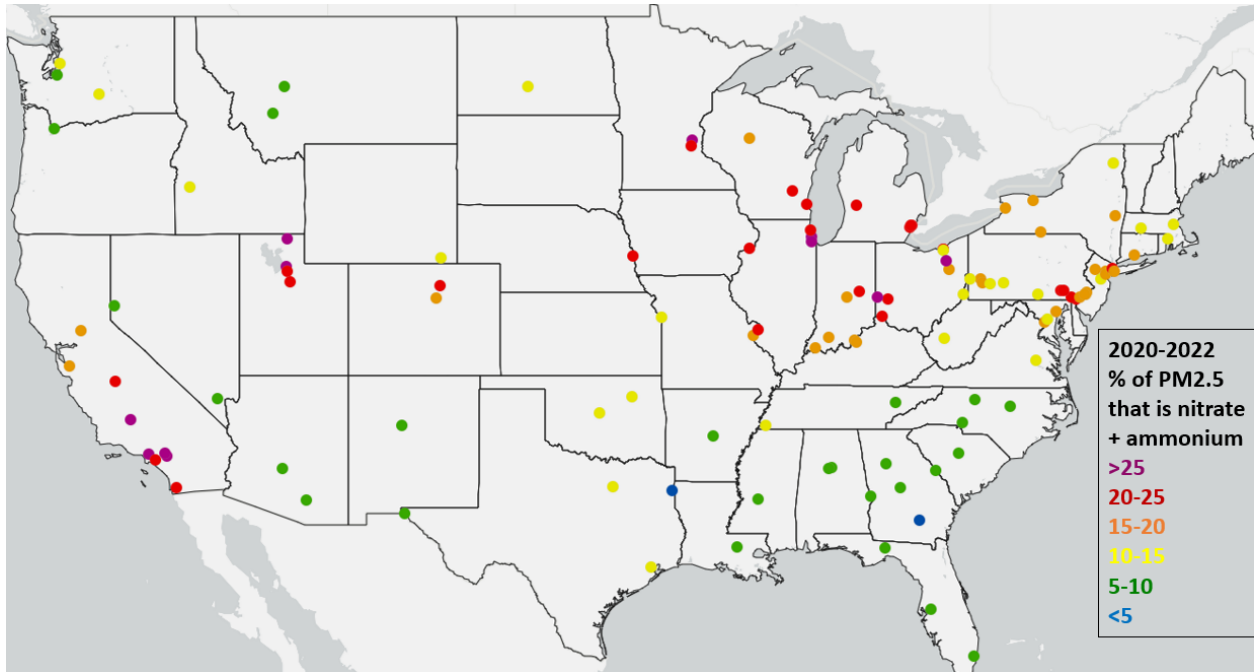 2020-2022
% of PM2.5
that is nitrate
+ ammonium
>25
20-25
15-20
10-15
5-10
<5